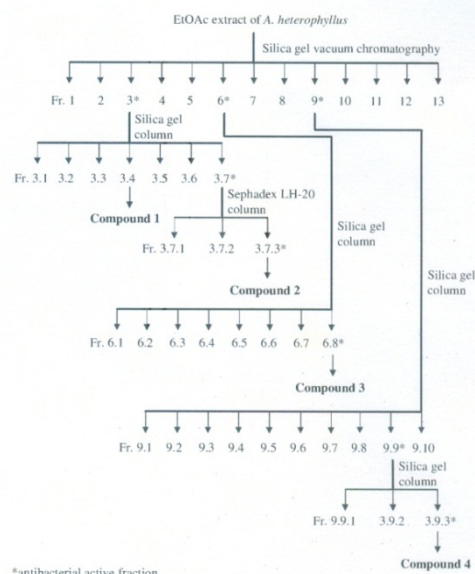 EtOAc extract of A. heterophyllus
Silica gel vacuum chromatography
Fr. 1 2 3* 4 5 6* 7 8 9* 10 11 12 13
Silica gel
column
Fr. 3.1 3.2 3.3 3.4 3.5 3.6 3.7*
Compound 1
Sephadex LH-20
column
Fr. 3.7.1 3.7.2 3.7.3*
Compound 2
Silica gel
column
Silica gel
column
Fr. 6.1 6.2 6.3 6.4 6.5 6.6 6.7 6.8*
Compound 3
Fr. 9.1 9.2 9.3 9.4 9.5 9.6 9.7 9.8 9.9* 9.10
Silica gel
column
Fr. 9.9.1 3.9.2 3.9.3*
Compound 4
*antibacterial active fraction